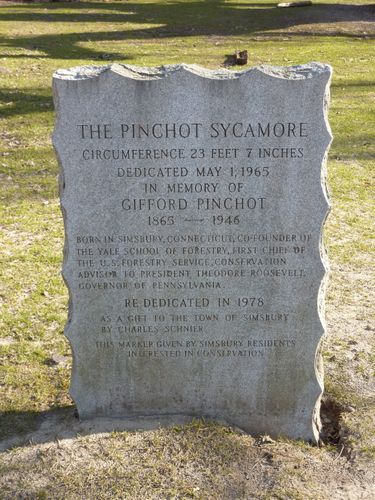 THE PINCHOT SYCAMORE
CIRCUMFERENCE 23 FEET 7 INCHES
DEDICATED MAY 1, 1965
IN MEMORY OF
GIFFORD PINCHOT
1865 — 1946
BORN IN SIMSBURY, CONNECTICUT, CO-FOUNDER OF
THE YALE SCHOOL OF FORESTRY, FIRST CHIEF OF
THE U.S. FORESTRY SERVICE, CONSERVATION
ADVISOR TO PRESIDENT THEODORE ROOSEVELT,
GOVERNOR OF PENNSYLVANIA.
RE-DEDICATED IN 1978
AS A GIFT TO THE TOWN OF SIMSBURY
BY CHARLES SCHNIER
THIS MARKER GIVEN BY SIMSBURY RESIDENTS
INTERESTED IN CONSERVATION